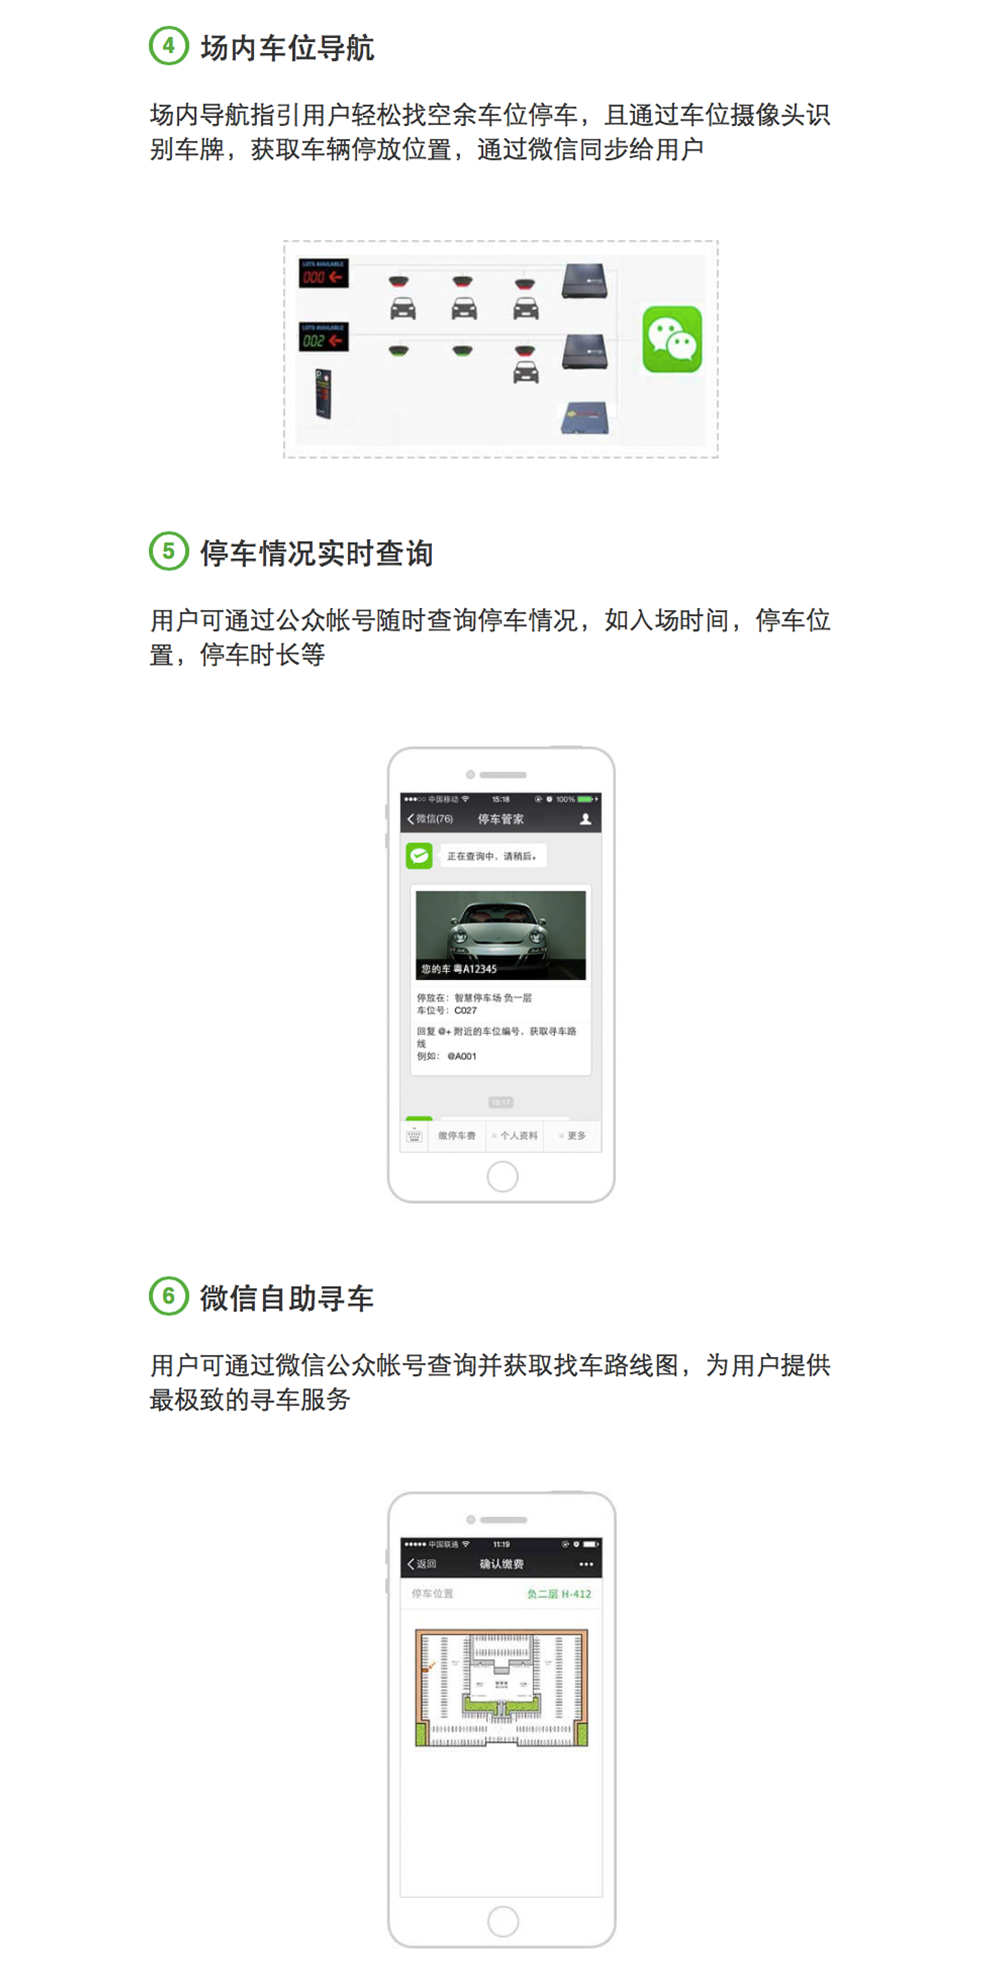 4 场内车位导航
场内导航指引用户轻松找空余车位停车，且通过车位摄像头识
别车牌，获取车辆停放位置，通过微信同步给用户
LOTS AVAILABLE
000
LOTS AVAILABLE
002
5 停车情况实时查询
用户可通过公众帐号随时查询停车情况，如入场时间，停车位
置，停车时长等
中国移动 15:18 100%
微信(76) 停车管家
正在查询中，请稍后。
您的车 粤A12345
停放在：智慧停车场 负一层
车位号：C027
回复 @+ 附近的车位编号，获取寻车路
线
例如： @A001
15:17
缴停车费 个人资料 更多
6 微信自助寻车
用户可通过微信公众帐号查询并获取找车路线图，为用户提供
最极致的寻车服务
中国联通 11:19
返回 确认缴费
停车位置 负二层 H-412